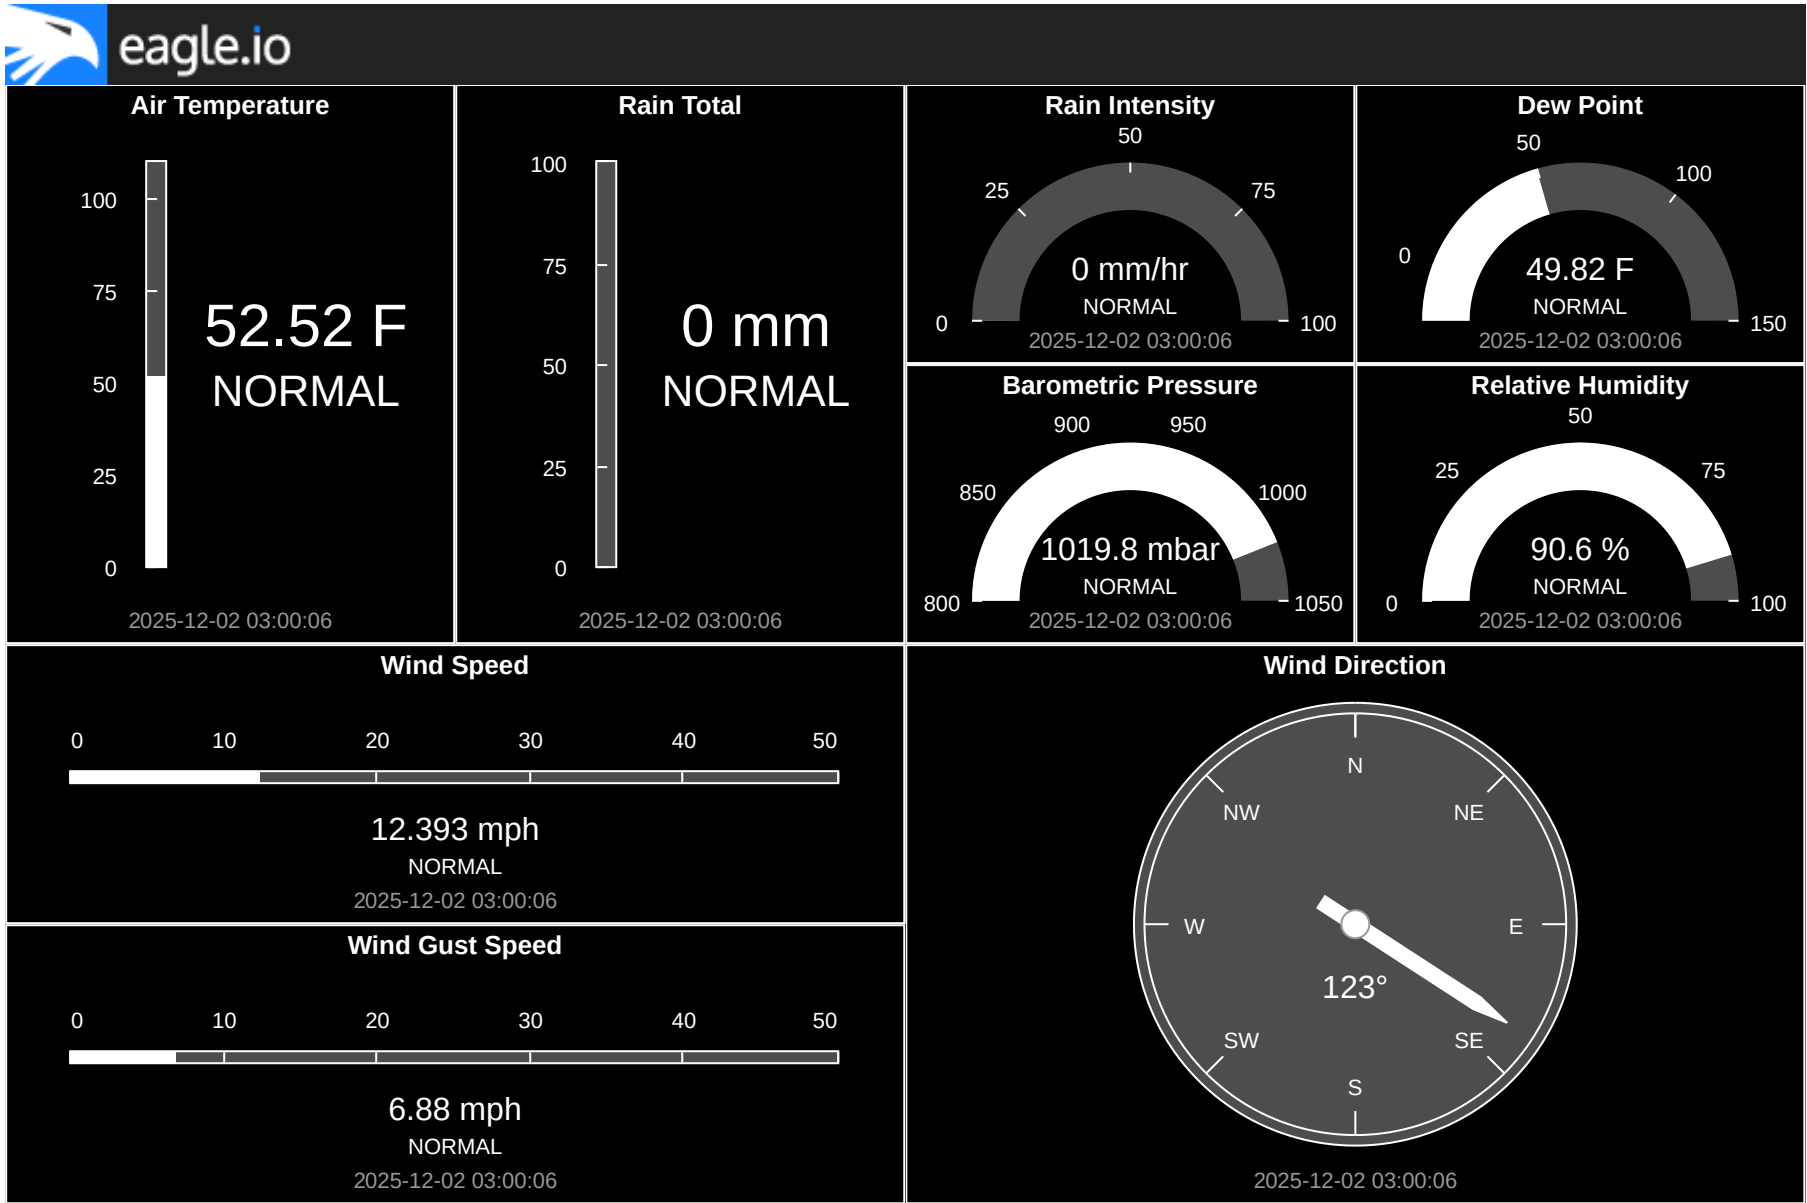 eagle.io
Air Temperature
100
75
50
25
0
52.52 F
NORMAL
2025-12-02 03:00:06
Rain Total
100
75
50
25
0
0 mm
NORMAL
2025-12-02 03:00:06
Rain Intensity
0
25
50
75
100
0 mm/hr
NORMAL
2025-12-02 03:00:06
Dew Point
0
50
100
150
49.82 F
NORMAL
2025-12-02 03:00:06
Barometric Pressure
800
850
900
950
1000
1050
1019.8 mbar
NORMAL
2025-12-02 03:00:06
Relative Humidity
0
25
50
75
100
90.6 %
NORMAL
2025-12-02 03:00:06
Wind Speed
0 10 20 30 40 50
12.393 mph
NORMAL
2025-12-02 03:00:06
Wind Gust Speed
0 10 20 30 40 50
6.88 mph
NORMAL
2025-12-02 03:00:06
Wind Direction
N
NW NE
W E
123°
SW SE
S
2025-12-02 03:00:06